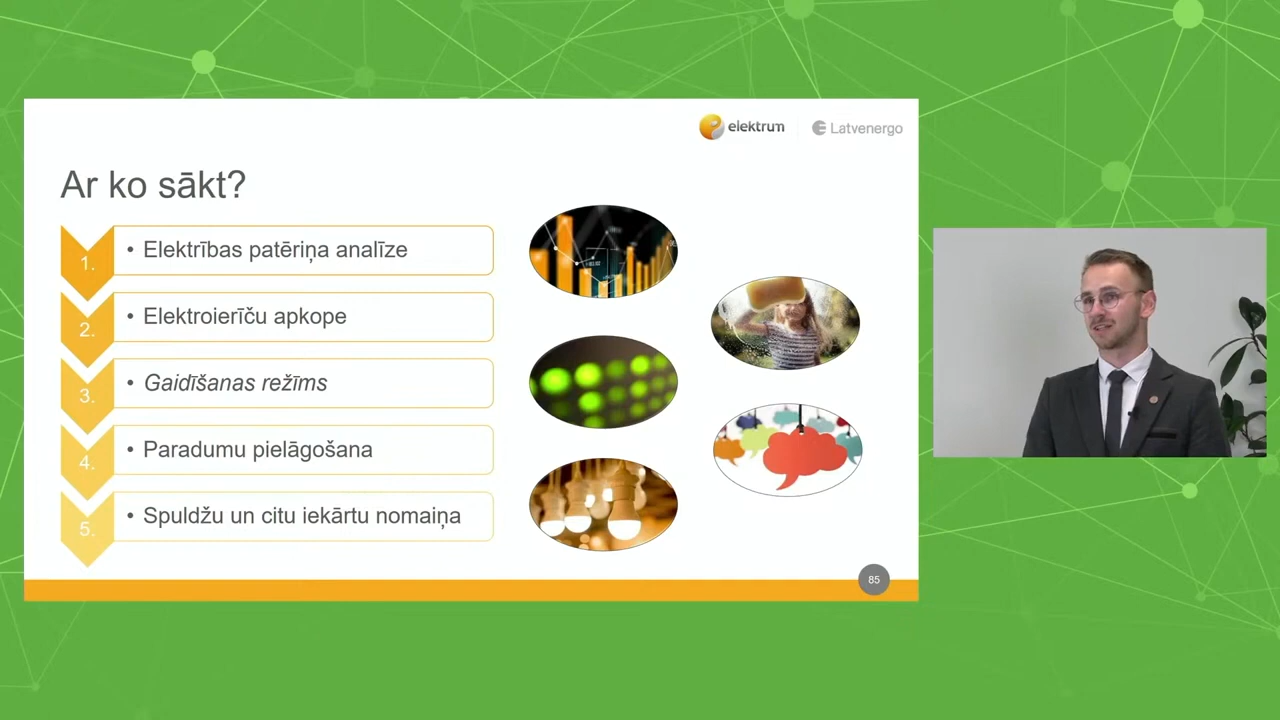 elektrum
Latvenergo
Ar ko sākt?
1.
• Elektrības patēriņa analīze
2.
• Elektroierīču apkope
3.
• Gaidīšanas režīms
4.
• Paradumu pielāgošana
5.
• Spuldžu un citu iekārtu nomaiņa
85